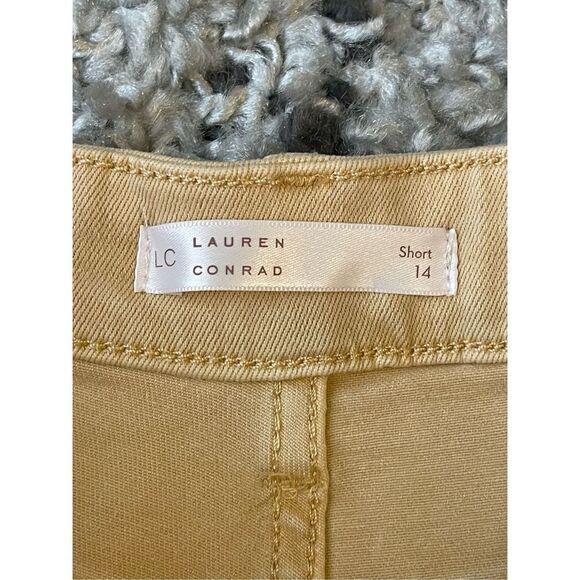 LC
LAUREN
CONRAD
Short
14